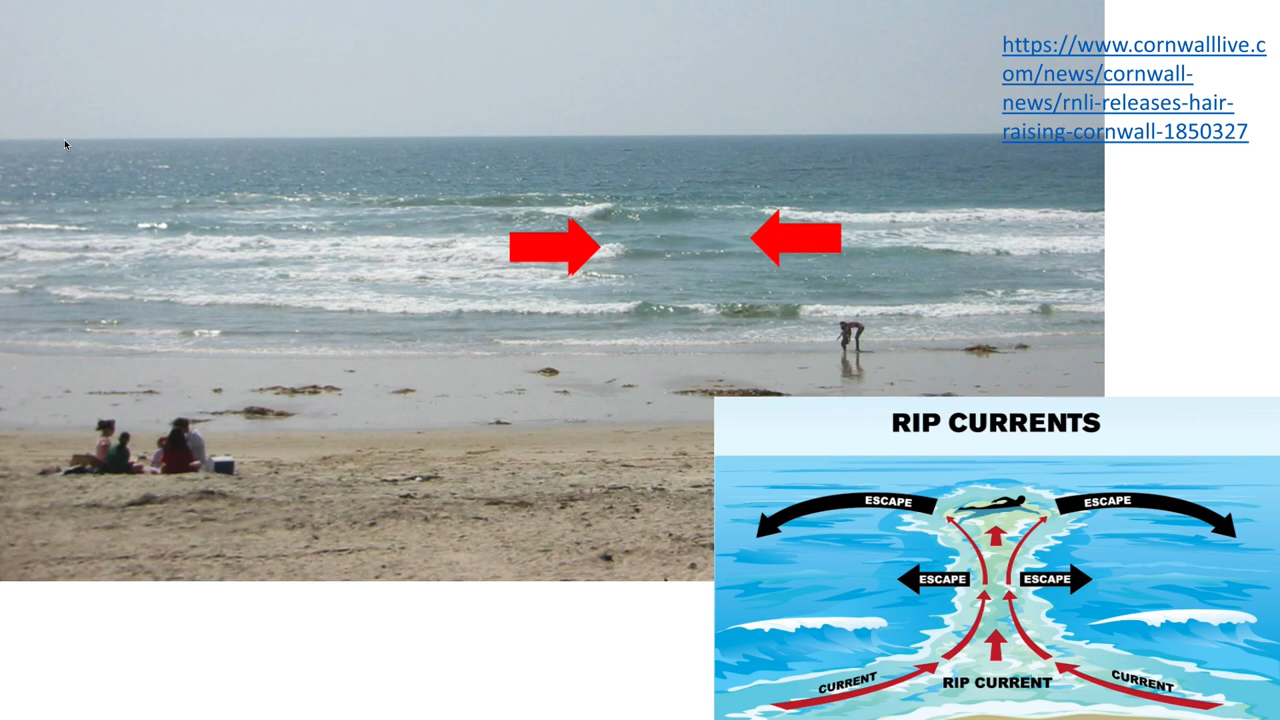 https://www.cornwalllive.c
om/news/cornwall-
news/rnli-releases-hair-
raising-cornwall-1850327
RIP CURRENTS
ESCAPE
ESCAPE
ESCAPE
ESCAPE
CURRENT
RIP CURRENT
CURRENT